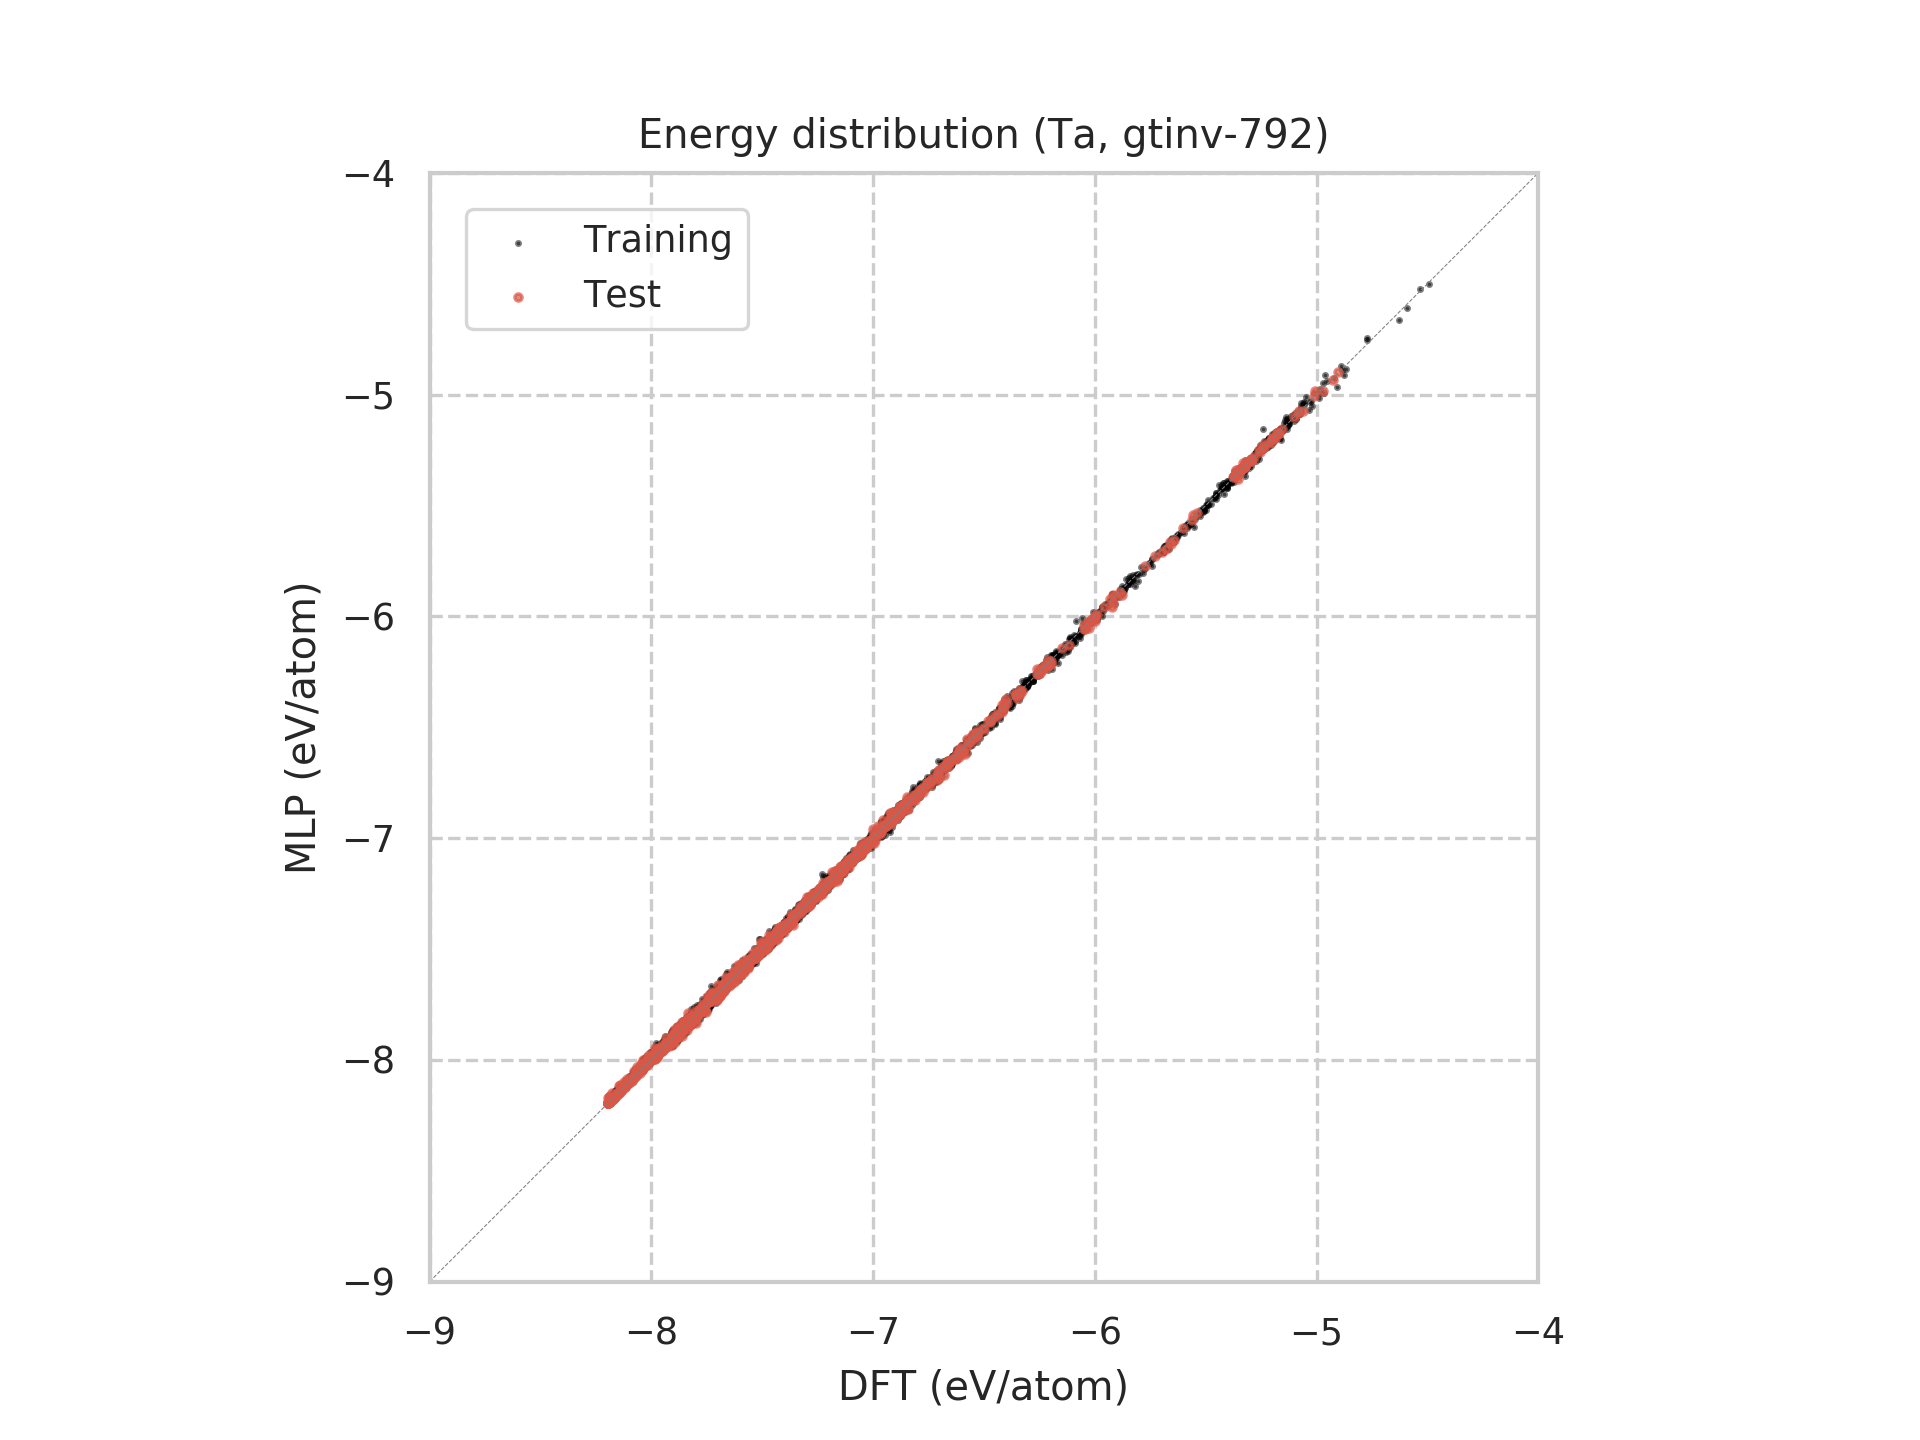 Energy distribution (Ta, gtinv-792)
Training
Test
MLP (eV/atom)
−4
−5
−6
−7
−8
−9
−9 −8 −7 −6 −5 −4
DFT (eV/atom)